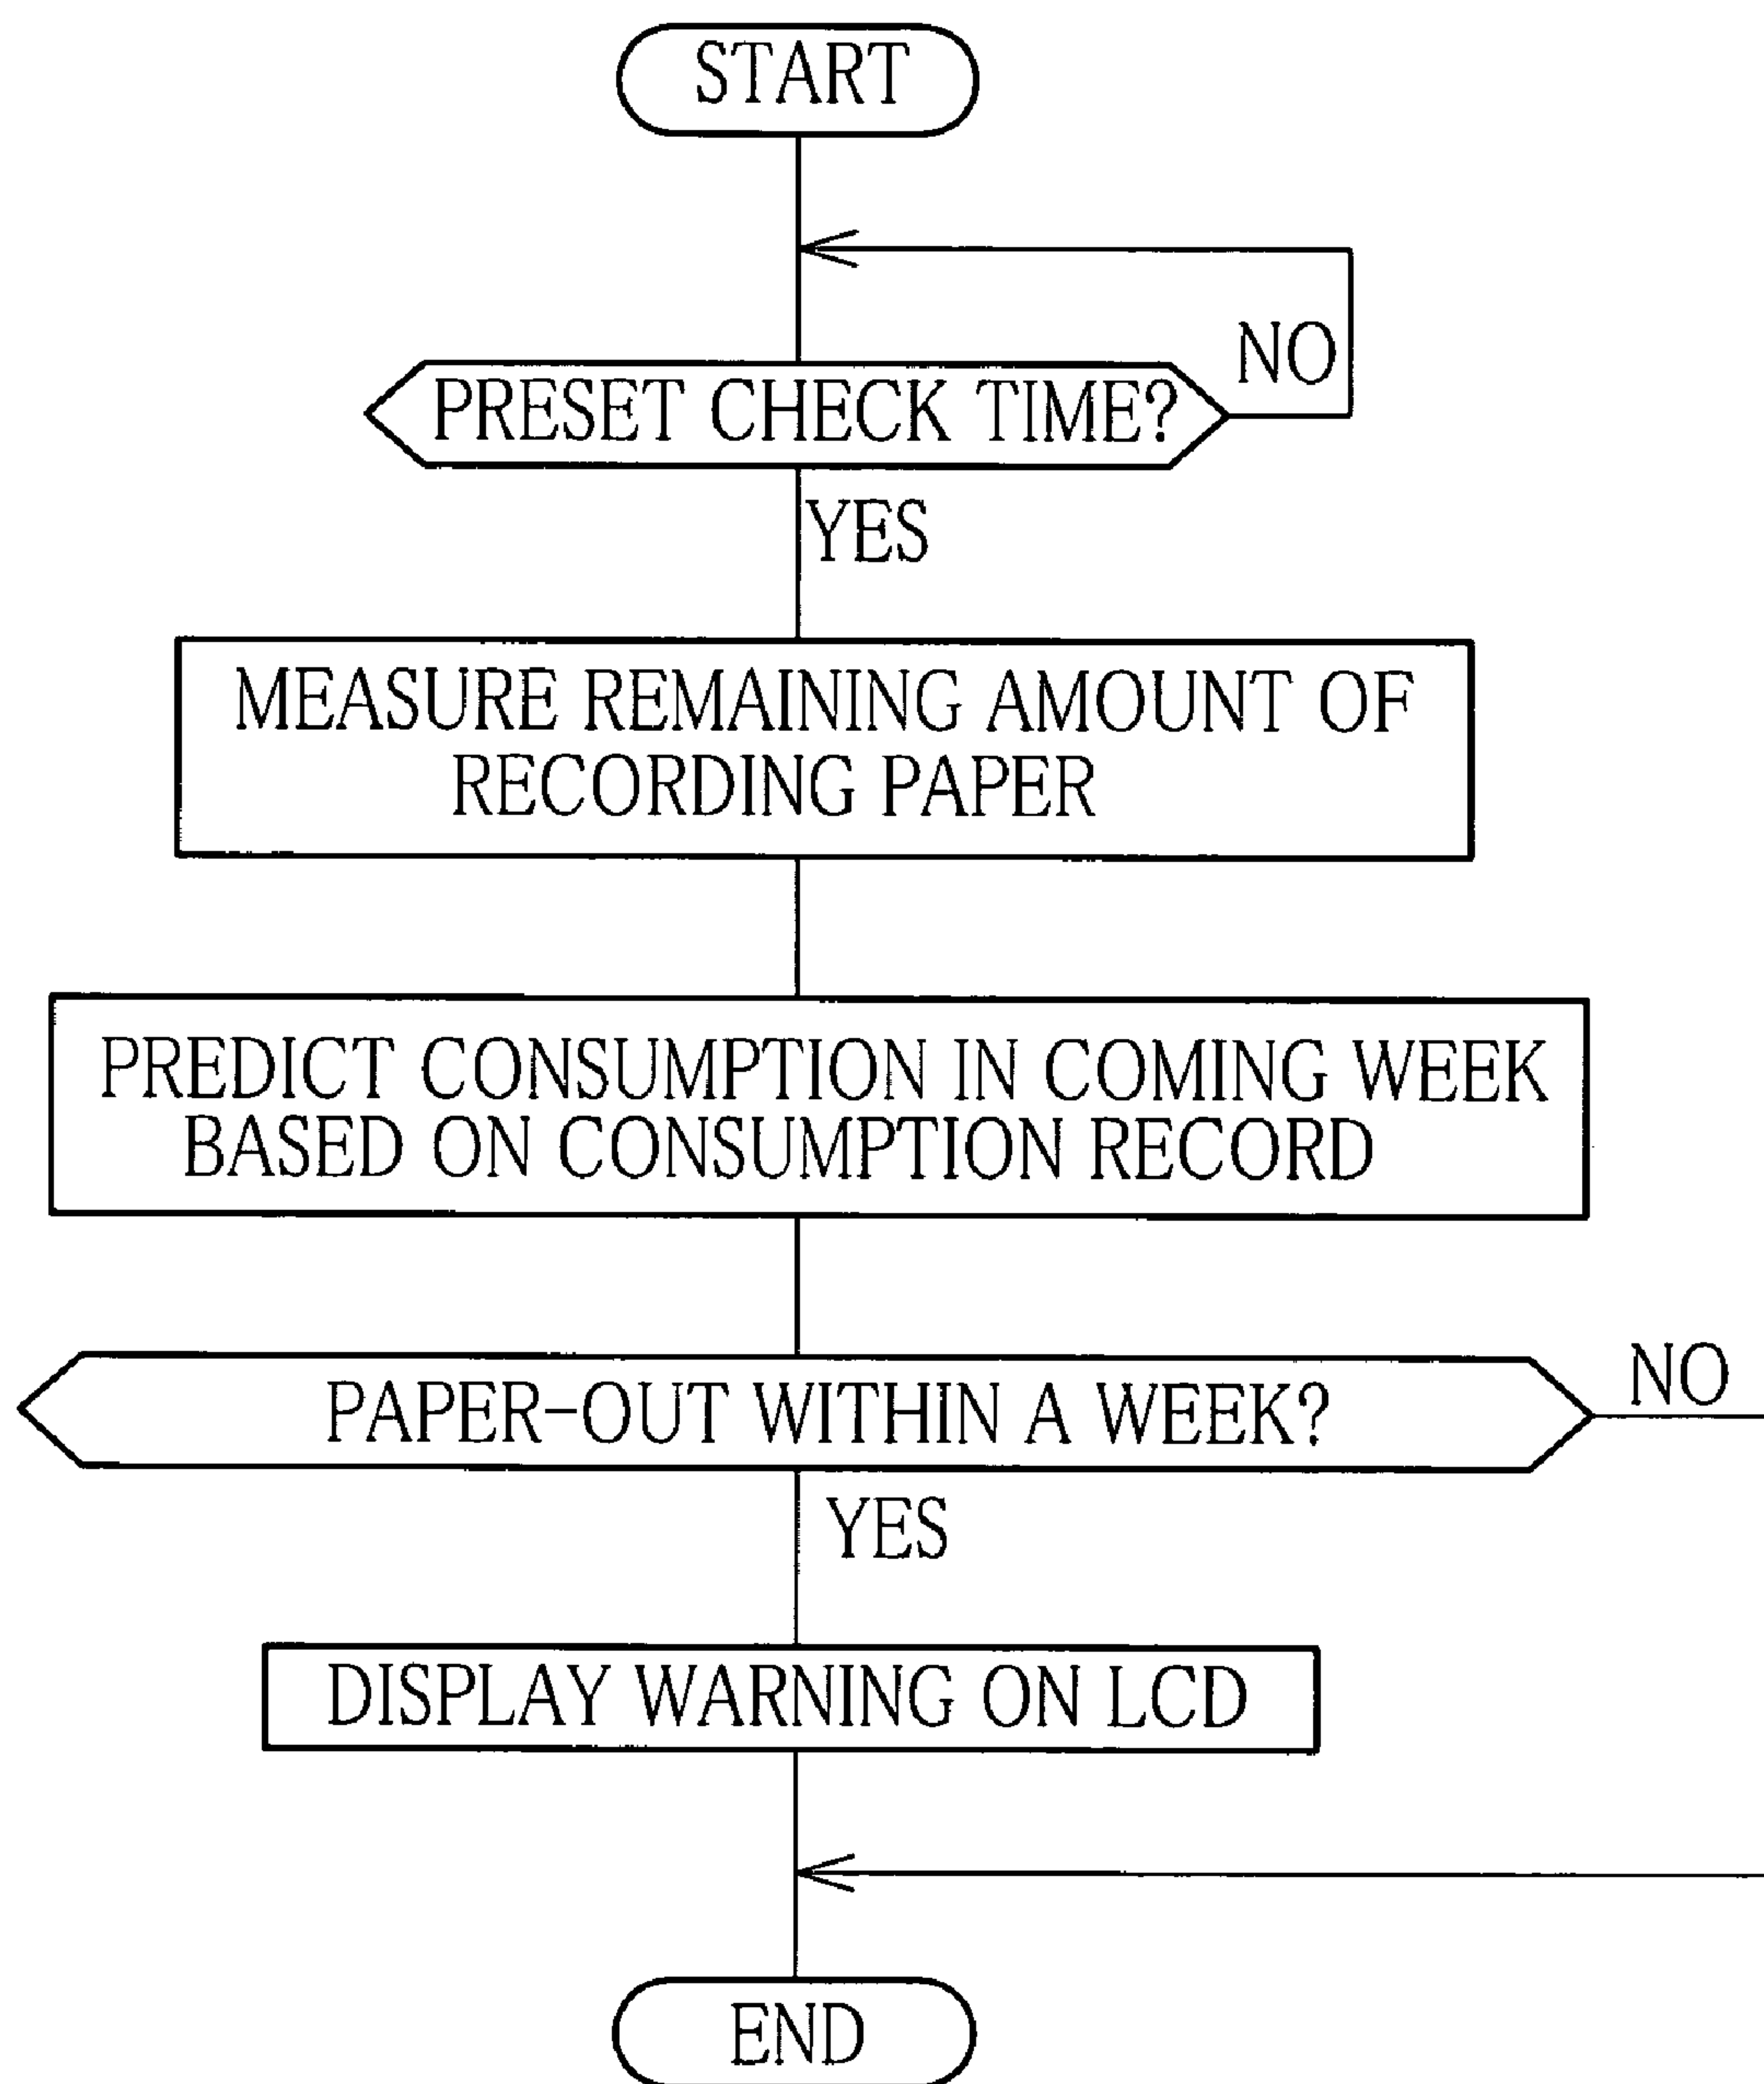 START
NO
PRESET CHECK TIME?
YES
MEASURE REMAINING AMOUNT OF
RECORDING PAPER
PREDICT CONSUMPTION IN COMING WEEK
BASED ON CONSUMPTION RECORD
NO
PAPER-OUT WITHIN A WEEK?
YES
DISPLAY WARNING ON LCD
END